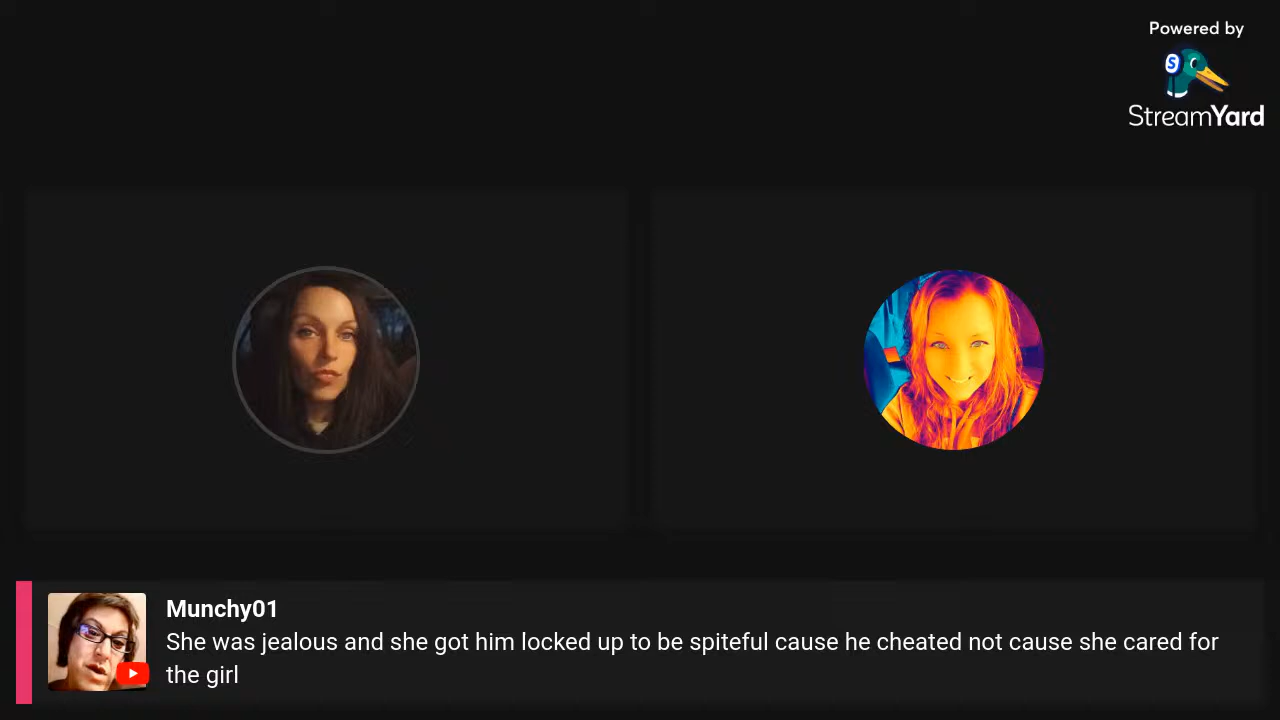 Powered by
S
StreamYard
Munchy01
She was jealous and she got him locked up to be spiteful cause he cheated not cause she cared for
the girl